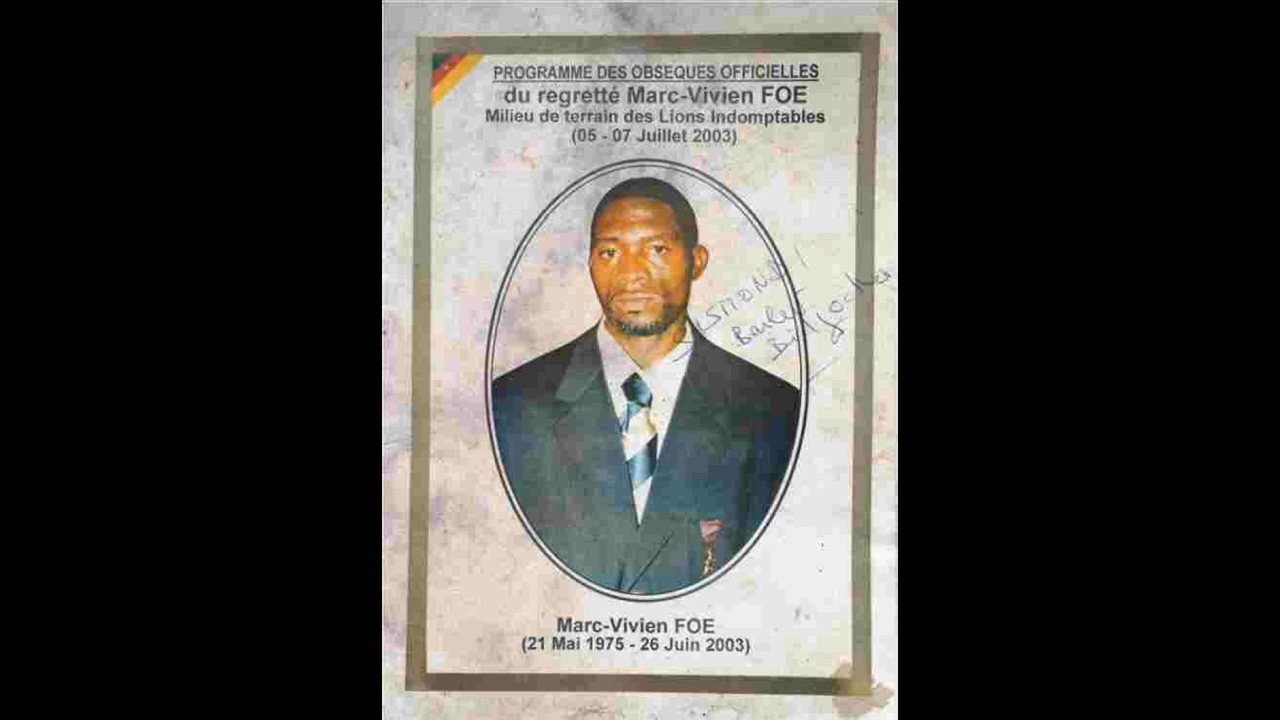 PROGRAMME DES OBSEQUES OFFICIELLES
du regretté Marc-Vivien FOE
Milieu de terrain des Lions Indomptables
(05 - 07 Juillet 2003)
Marc-Vivien FOE
(21 Mai 1975 - 26 Juin 2003)